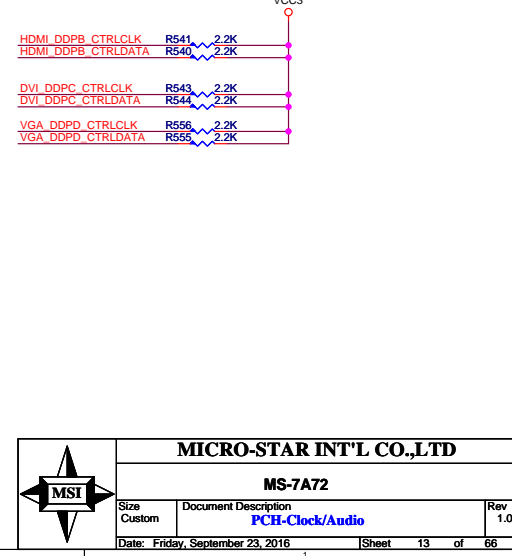 VCC3
HDMI_DDPB_CTRLCLK R541 2.2K
HDMI_DDPB_CTRLDATA R540 2.2K
DVI_DDPC_CTRLCLK R543 2.2K
DVI_DDPC_CTRLDATA R544 2.2K
VGA_DDPD_CTRLCLK R556 2.2K
VGA_DDPD_CTRLDATA R555 2.2K
MSI
MICRO-STAR INT'L CO.,LTD
MS-7A72
Size Document Description Rev
Custom PCH-Clock/Audio 1.0
Date: Friday, September 23, 2016 Sheet 13 of 66
1